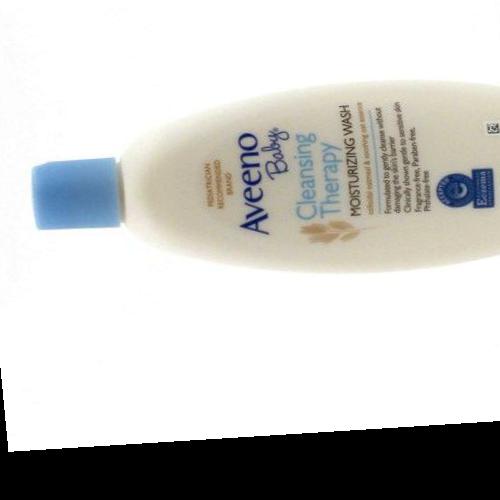 PEDIATRICIAN
RECOMMENDED
BRAND
Aveeno
Baby®
Cleansing
Therapy
MOISTURIZING WASH
colloidal oatmeal & soothing oat essence
Formulated to gently cleanse without
damaging the skin's barrier
Clinically shown gentle to sensitive skin
Fragrance-free, Paraben-free,
Phthalate-free
e
Eczema